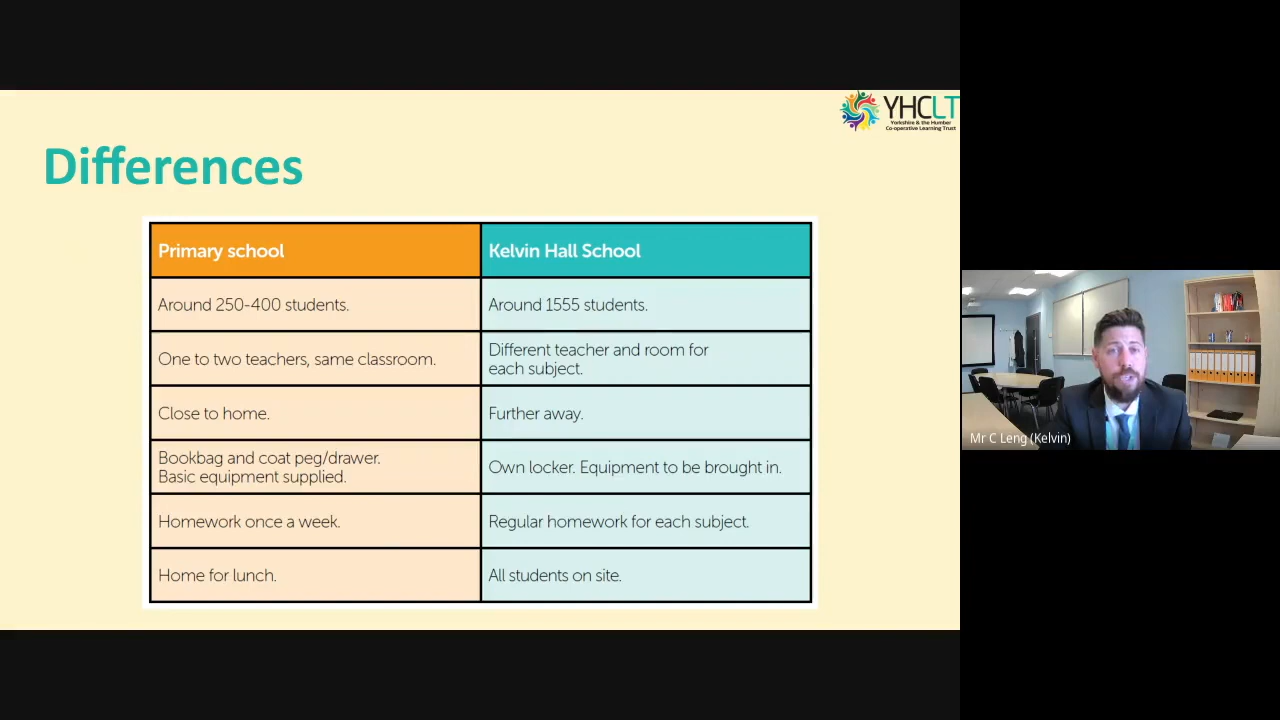 YHCLT
Yorkshire & the Humber
Co-operative Learning Trust
Differences
Primary school
Kelvin Hall School
Around 250-400 students.
Around 1555 students.
One to two teachers, same classroom.
Different teacher and room for
each subject.
Close to home.
Further away.
Bookbag and coat peg/drawer.
Basic equipment supplied.
Own locker. Equipment to be brought in.
Homework once a week.
Regular homework for each subject.
Home for lunch.
All students on site.
Mr C Leng (Kelvin)